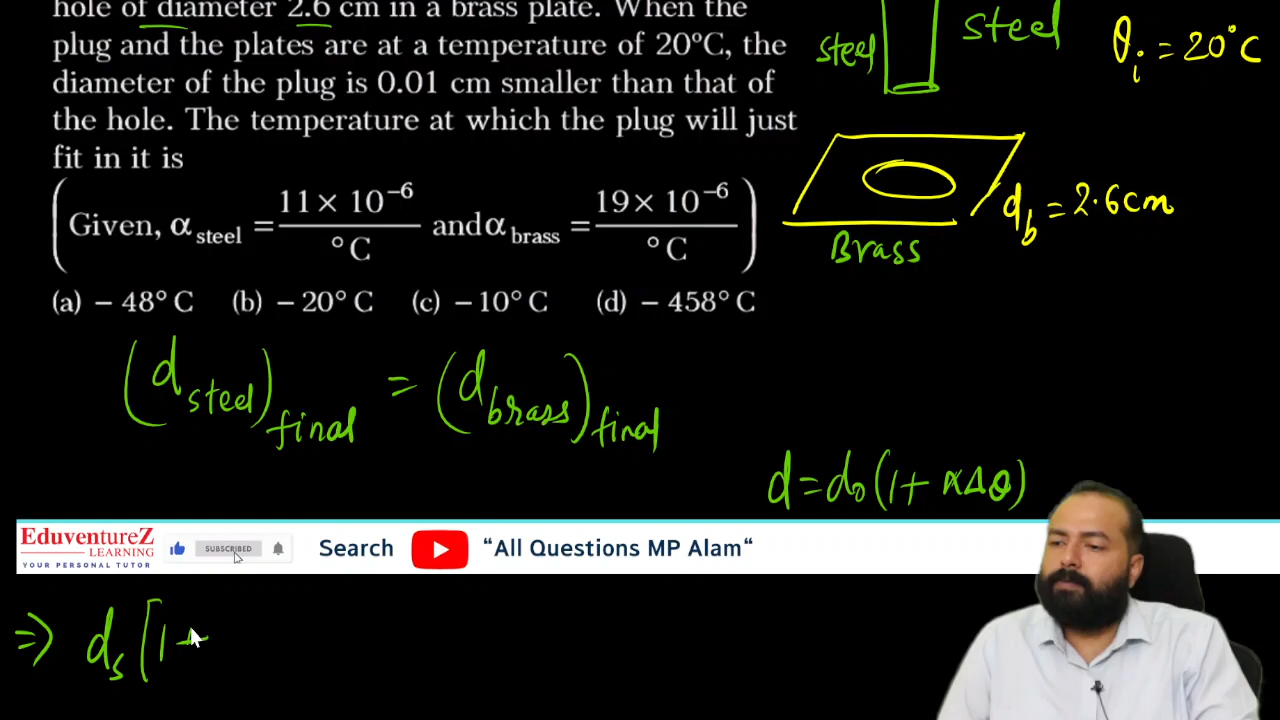 hole of diameter 2.6 cm in a brass plate. When the
plug and the plates are at a temperature of 20°C, the
diameter of the plug is 0.01 cm smaller than that of
the hole. The temperature at which the plug will just
fit in it is
(Given, α steel = 11 × 10⁻⁶ / °C and α brass = 19 × 10⁻⁶ / °C)
(a) – 48° C (b) – 20° C (c) – 10° C (d) – 458° C
steel
steel
θi = 20°C
db = 2.6cm
Brass
(d steel) final = (d brass) final
d = d₀ (1 + αΔθ)
EduventureZ
LEARNING
YOUR PERSONAL TUTOR
SUBSCRIBED
Search
“All Questions MP Alam“
⇒ ds [1 +